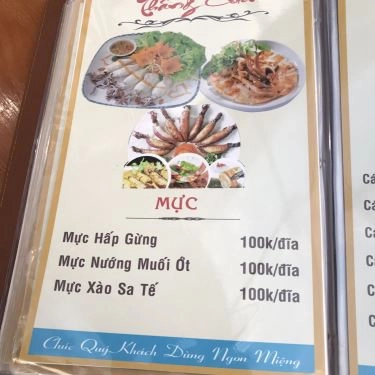 MỰC
Mực Hấp Gừng 100k/đĩa
Mực Nướng Muối Ớt 100k/đĩa
Mực Xào Sa Tế 100k/đĩa
Chúc Quý Khách Dùng Ngon Miệng